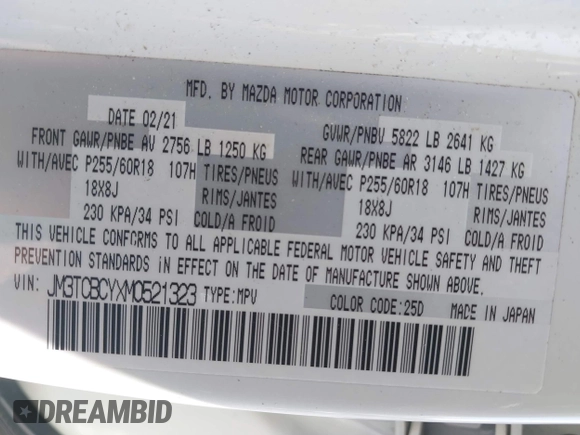 MFD. BY MAZDA MOTOR CORPORATION
DATE 02/21
GVWR/PNBV 5822 LB 2641 KG
FRONT GAWR/PNBE AV 2756 LB 1250 KG
REAR GAWR/PNBE AR 3146 LB 1427 KG
WITH/AVEC P255/60R18 107H TIRES/PNEUS
WITH/AVEC P255/60R18 107H TIRES/PNEUS
18X8J RIMS/JANTES
18X8J RIMS/JANTES
230 KPA/34 PSI COLD/A FROID
230 KPA/34 PSI COLD/A FROID
THIS VEHICLE CONFORMS TO ALL APPLICABLE FEDERAL MOTOR VEHICLE SAFETY AND THEFT
PREVENTION STANDARDS IN EFFECT ON THE DATE OF MANUFACTURE SHOWN ABOVE.
VIN: JM3TCBCYXM0521323 TYPE:MPV
COLOR CODE:25D MADE IN JAPAN
DREAMBID